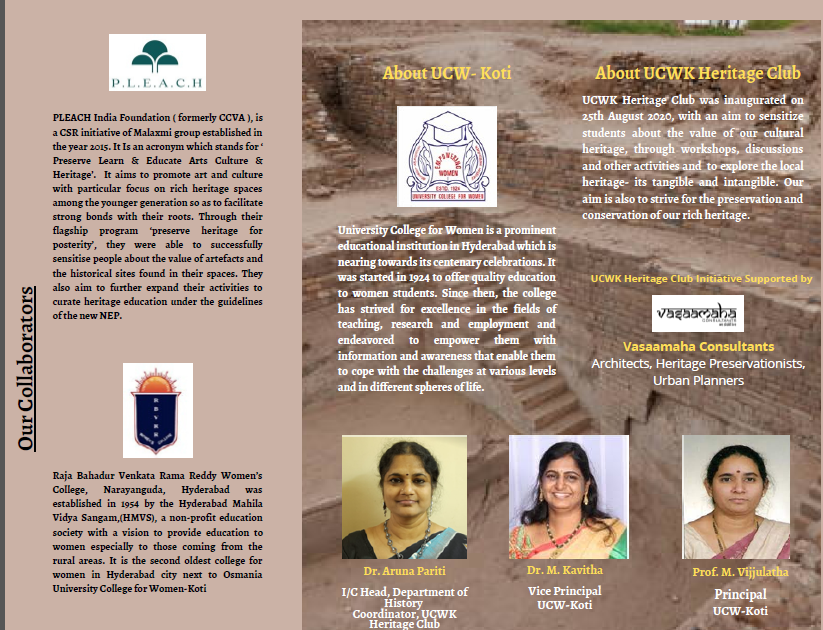 Our Collaborators
P.L.E.A.C.H
PLEACH India Foundation ( formerly CCVA ), is
a CSR initiative of Malaxmi group established in
the year 2015. It Is an acronym which stands for ‘
Preserve Learn & Educate Arts Culture &
Heritage’. It aims to promote art and culture
with particular focus on rich heritage spaces
among the younger generation so as to facilitate
strong bonds with their roots. Through their
flagship program ‘preserve heritage for
posterity’, they were able to successfully
sensitise people about the value of artefacts and
the historical sites found in their spaces. They
also aim to further expand their activities to
curate heritage education under the guidelines
of the new NEP.
Raja Bahadur Venkata Rama Reddy Women’s
College, Narayanguda, Hyderabad was
established in 1954 by the Hyderabad Mahila
Vidya Sangam,(HMVS), a non-profit education
society with a vision to provide education to
women especially to those coming from the
rural areas. It is the second oldest college for
women in Hyderabad city next to Osmania
University College for Women-Koti
About UCW- Koti
EMPOWERING
WOMEN
ESTD. 1924
UNIVERSITY COLLEGE FOR WOMEN
University College for Women is a prominent
educational institution in Hyderabad which is
nearing towards its centenary celebrations. It
was started in 1924 to offer quality education
to women students. Since then, the college
has strived for excellence in the fields of
teaching, research and employment and
endeavored to empower them with
information and awareness that enable them
to cope with the challenges at various levels
and in different spheres of life.
About UCWK Heritage Club
UCWK Heritage Club was inaugurated on
25th August 2020, with an aim to sensitize
students about the value of our cultural
heritage, through workshops, discussions
and other activities and to explore the local
heritage- its tangible and intangible. Our
aim is also to strive for the preservation and
conservation of our rich heritage.
UCWK Heritage Club Initiative Supported by
vasaamaha
Vasaamaha Consultants
Architects, Heritage Preservationists,
Urban Planners
Dr. Aruna Pariti
I/C Head, Department of
History
Coordinator, UCWK
Heritage Club
Dr. M. Kavitha
Vice Principal
UCW-Koti
Prof. M. Vijjulatha
Principal
UCW-Koti